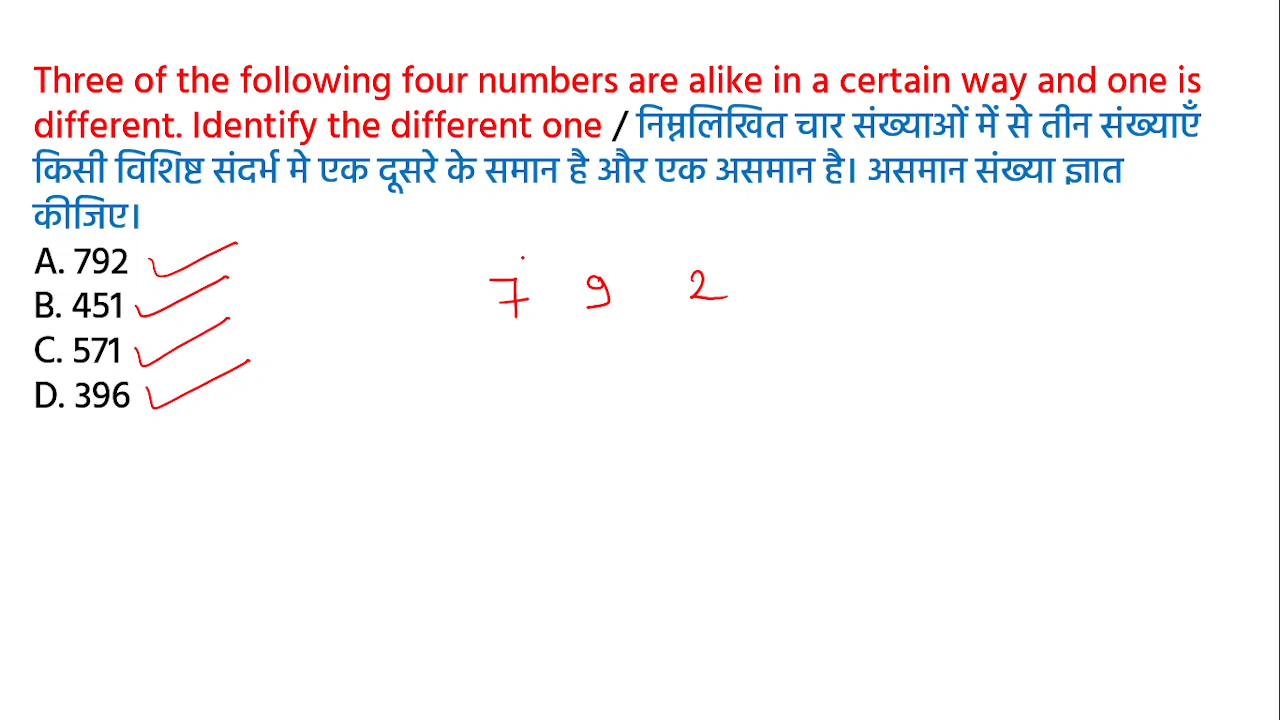 Three of the following four numbers are alike in a certain way and one is
different. Identify the different one / निम्नलिखित चार संख्याओं में से तीन संख्याएँ
किसी विशिष्ट संदर्भ मे एक दूसरे के समान है और एक असमान है। असमान संख्या ज्ञात
कीजिए।
A. 792
7 9 2
B. 451
C. 571
D. 396